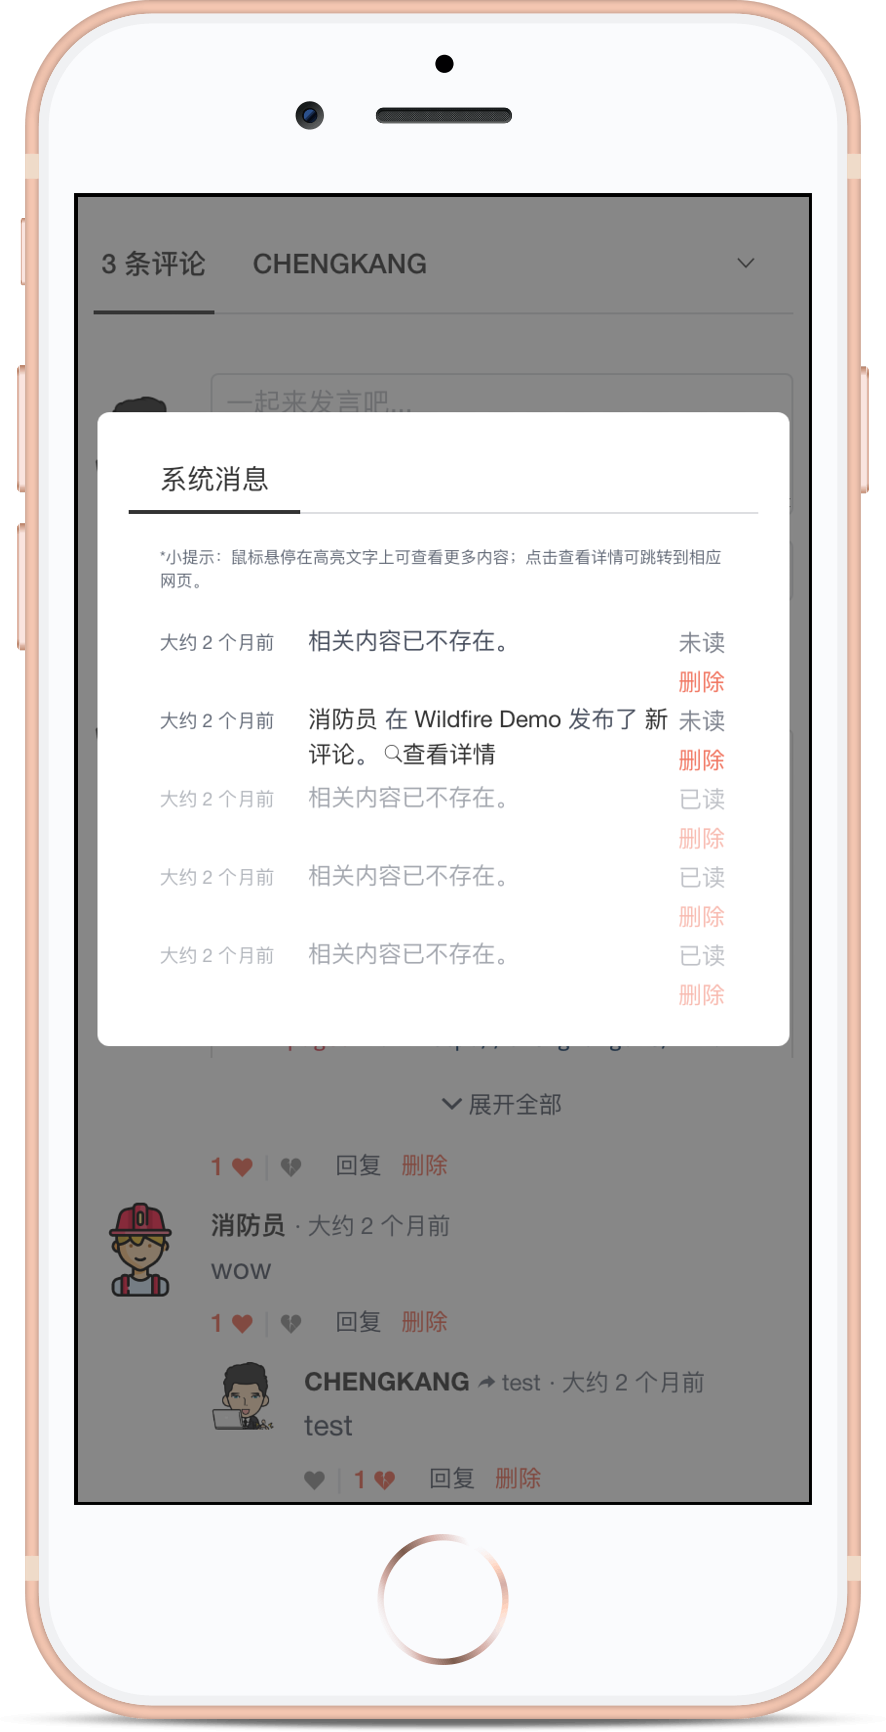 3 条评论 CHENGKANG
一起来发言吧...
系统消息
*小提示：鼠标悬停在高亮文字上可查看更多内容；点击查看详情可跳转到相应
网页。
大约 2 个月前 相关内容已不存在。 未读
删除
大约 2 个月前 消防员 在 Wildfire Demo 发布了 新 未读
评论。 查看详情 删除
大约 2 个月前 相关内容已不存在。 已读
删除
大约 2 个月前 相关内容已不存在。 已读
删除
大约 2 个月前 相关内容已不存在。 已读
删除
展开全部
1 回复 删除
消防员 · 大约 2 个月前
wow
1 回复 删除
CHENGKANG test · 大约 2 个月前
test
1 回复 删除